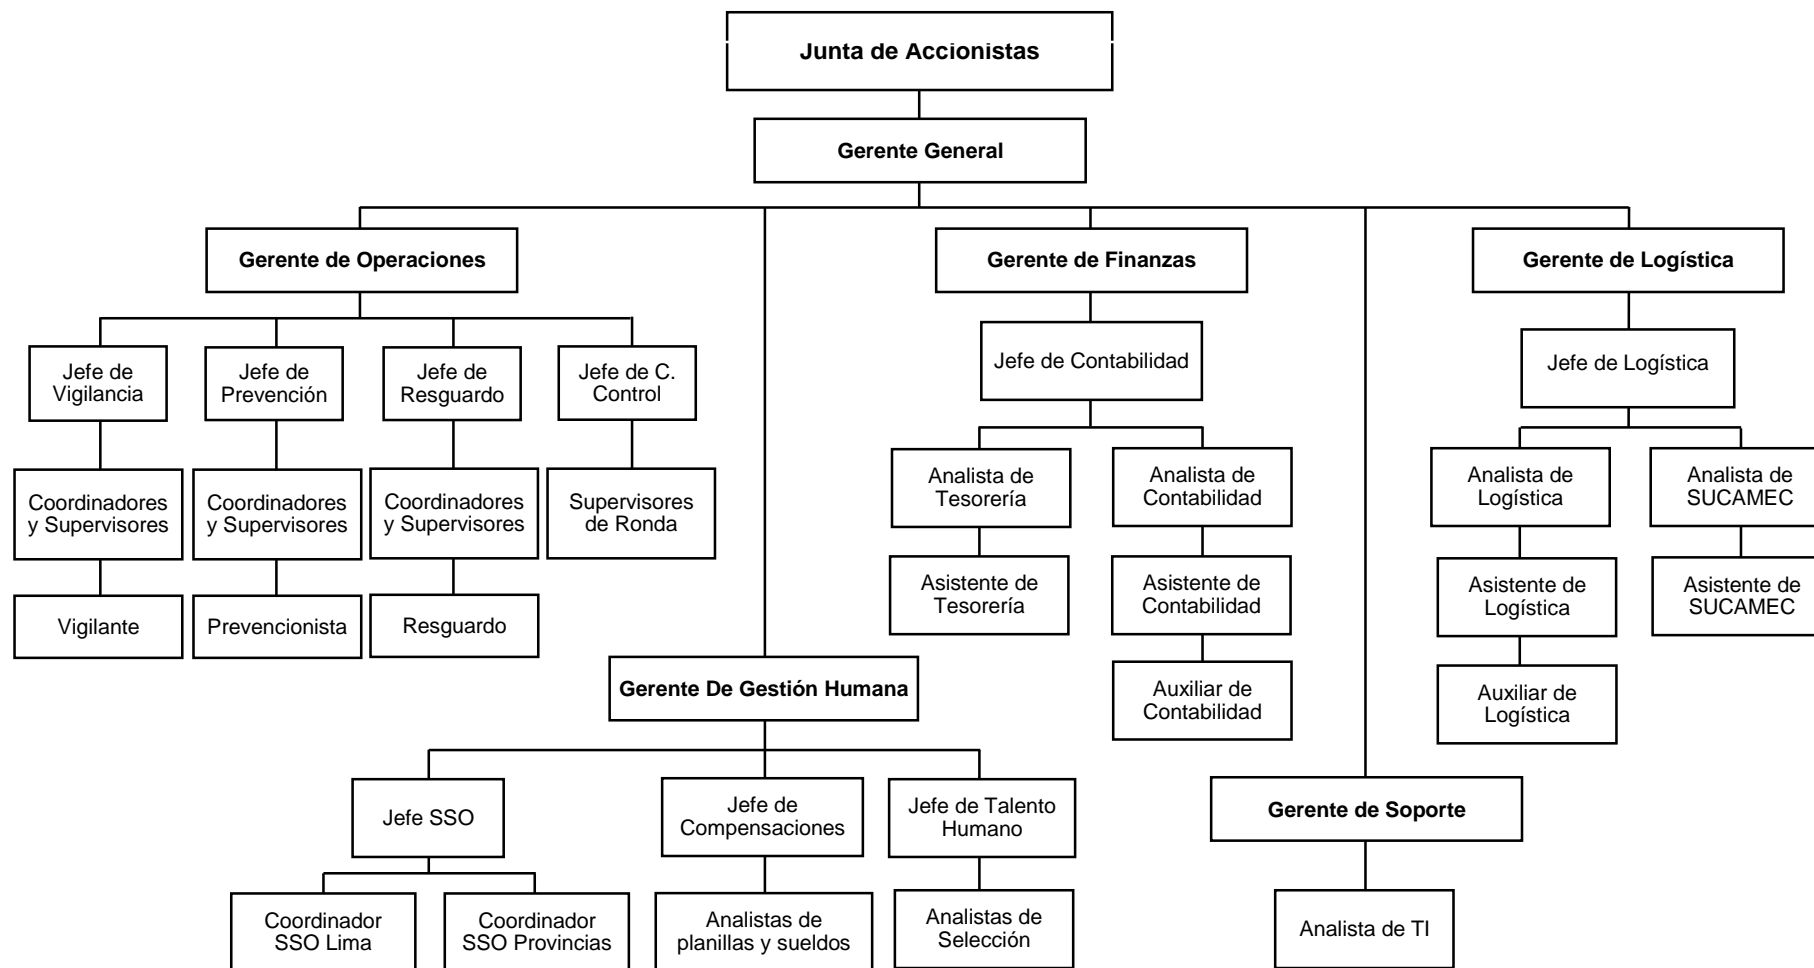 Junta de Accionistas
Gerente General
Gerente de Operaciones
Gerente de Finanzas
Gerente de Logística
Jefe de
Vigilancia
Jefe de
Prevención
Jefe de
Resguardo
Jefe de C.
Control
Jefe de Contabilidad
Jefe de Logística
Coordinadores
y Supervisores
Coordinadores
y Supervisores
Coordinadores
y Supervisores
Supervisores
de Ronda
Analista de
Tesorería
Analista de
Contabilidad
Analista de
Logística
Analista de
SUCAMEC
Vigilante
Prevencionista
Resguardo
Asistente de
Tesorería
Asistente de
Contabilidad
Asistente de
Logística
Asistente de
SUCAMEC
Gerente De Gestión Humana
Auxiliar de
Contabilidad
Auxiliar de
Logística
Jefe SSO
Jefe de
Compensaciones
Jefe de Talento
Humano
Gerente de Soporte
Coordinador
SSO Lima
Coordinador
SSO Provincias
Analistas de
planillas y sueldos
Analistas de
Selección
Analista de TI